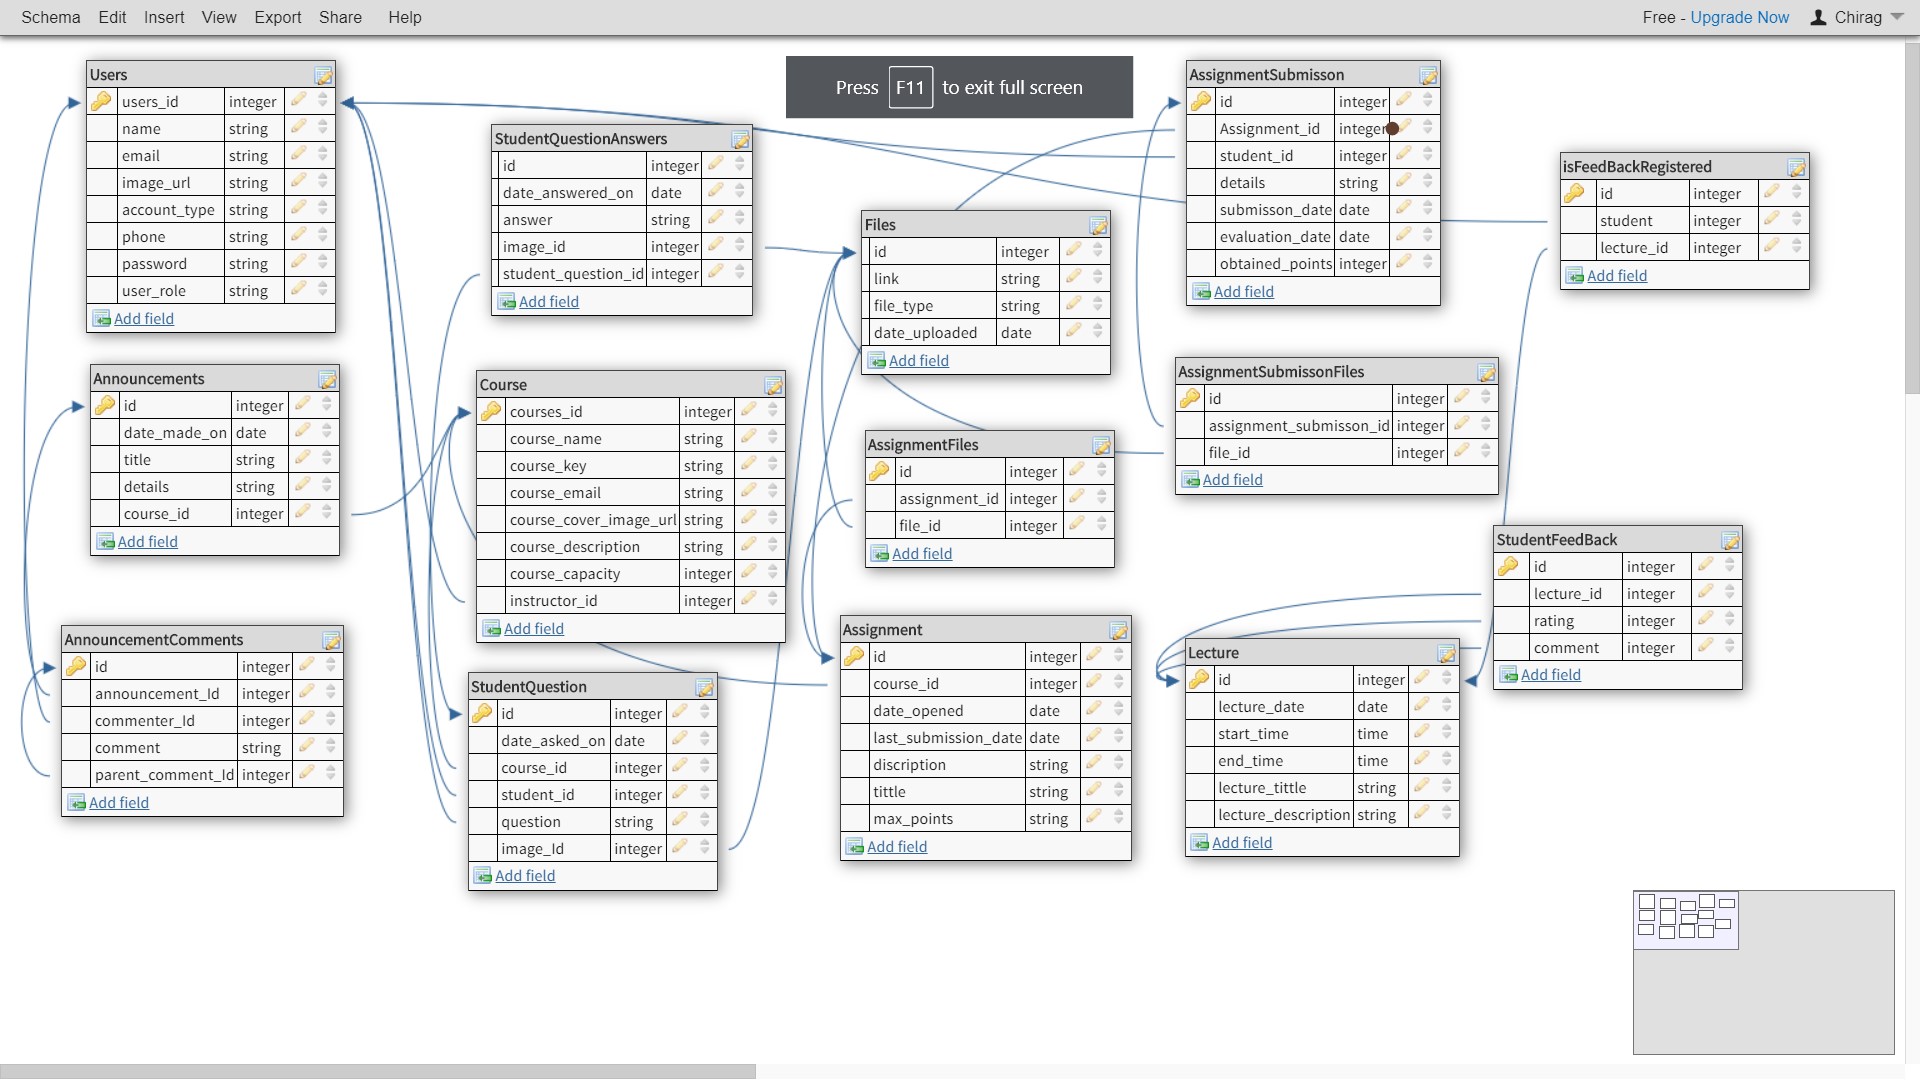 Schema Edit Insert View Export Share Help
Free - Upgrade Now Chirag
Press F11 to exit full screen
Users
users_id integer
name string
email string
image_url string
account_type string
phone string
password string
user_role string
Add field
Announcements
id integer
date_made_on date
title string
details string
course_id integer
Add field
AnnouncementComments
id integer
announcement_Id integer
commenter_Id integer
comment string
parent_comment_Id integer
Add field
StudentQuestionAnswers
id integer
date_answered_on date
answer string
image_id integer
student_question_id integer
Add field
Course
courses_id integer
course_name string
course_key string
course_email string
course_cover_image_url string
course_description string
course_capacity integer
instructor_id integer
Add field
StudentQuestion
id integer
date_asked_on date
course_id integer
student_id integer
question string
image_Id integer
Add field
Files
id integer
link string
file_type string
date_uploaded date
Add field
AssignmentFiles
id integer
assignment_id integer
file_id integer
Add field
Assignment
id integer
course_id integer
date_opened date
last_submission_date date
discription string
tittle string
max_points string
Add field
AssignmentSubmisson
id integer
Assignment_id integer
student_id integer
details string
submisson_date date
evaluation_date date
obtained_points integer
Add field
AssignmentSubmissonFiles
id integer
assignment_submisson_id integer
file_id integer
Add field
Lecture
id integer
lecture_date date
start_time time
end_time time
lecture_tittle string
lecture_description string
Add field
isFeedBackRegistered
id integer
student integer
lecture_id integer
Add field
StudentFeedBack
id integer
lecture_id integer
rating integer
comment integer
Add field